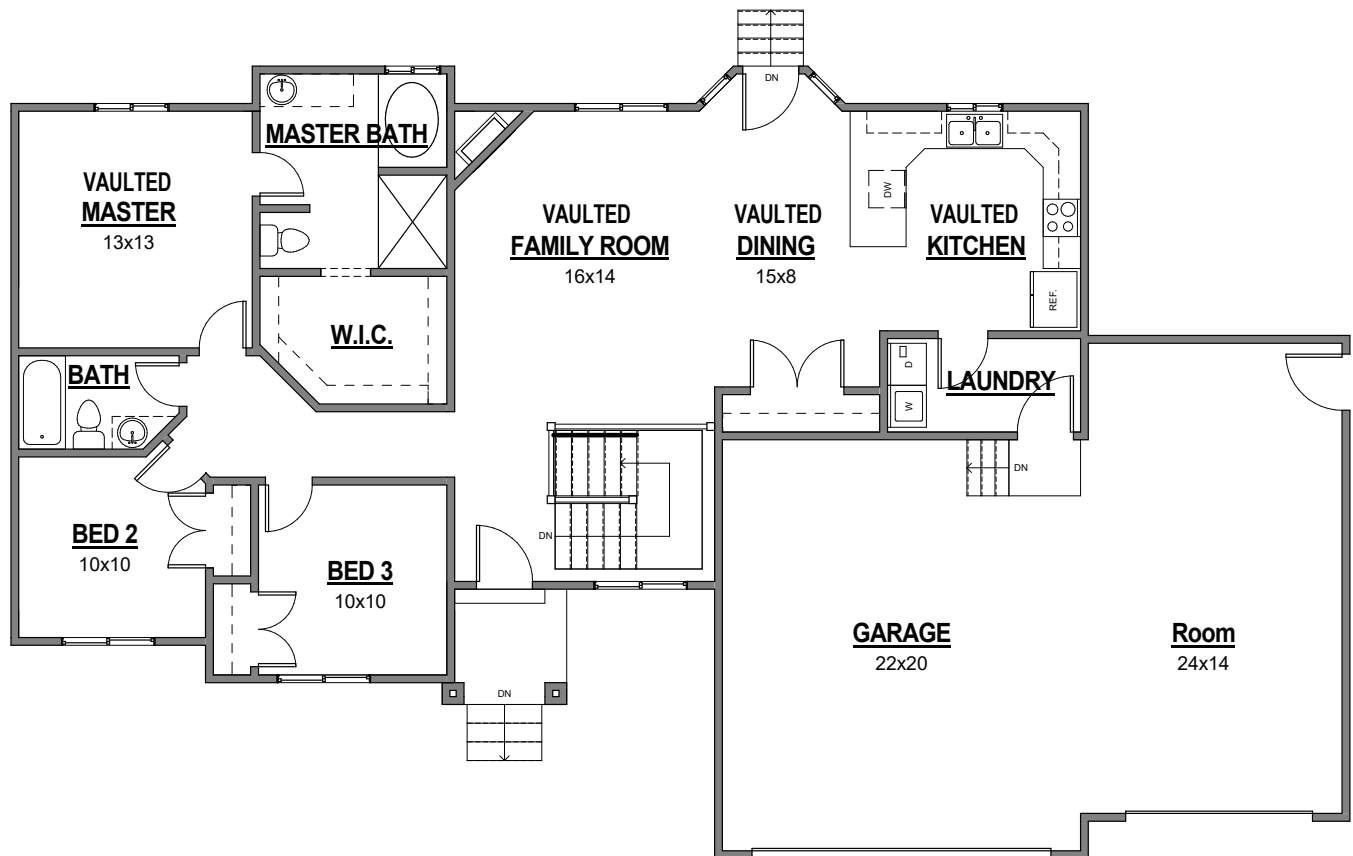 DN
MASTER BATH
VAULTED
MASTER
13x13
VAULTED
FAMILY ROOM
16x14
VAULTED
DINING
15x8
DW
VAULTED
KITCHEN
REF.
W.I.C.
BATH
D
W
LAUNDRY
DN
DN
BED 2
10x10
BED 3
10x10
GARAGE
22x20
Room
24x14
DN